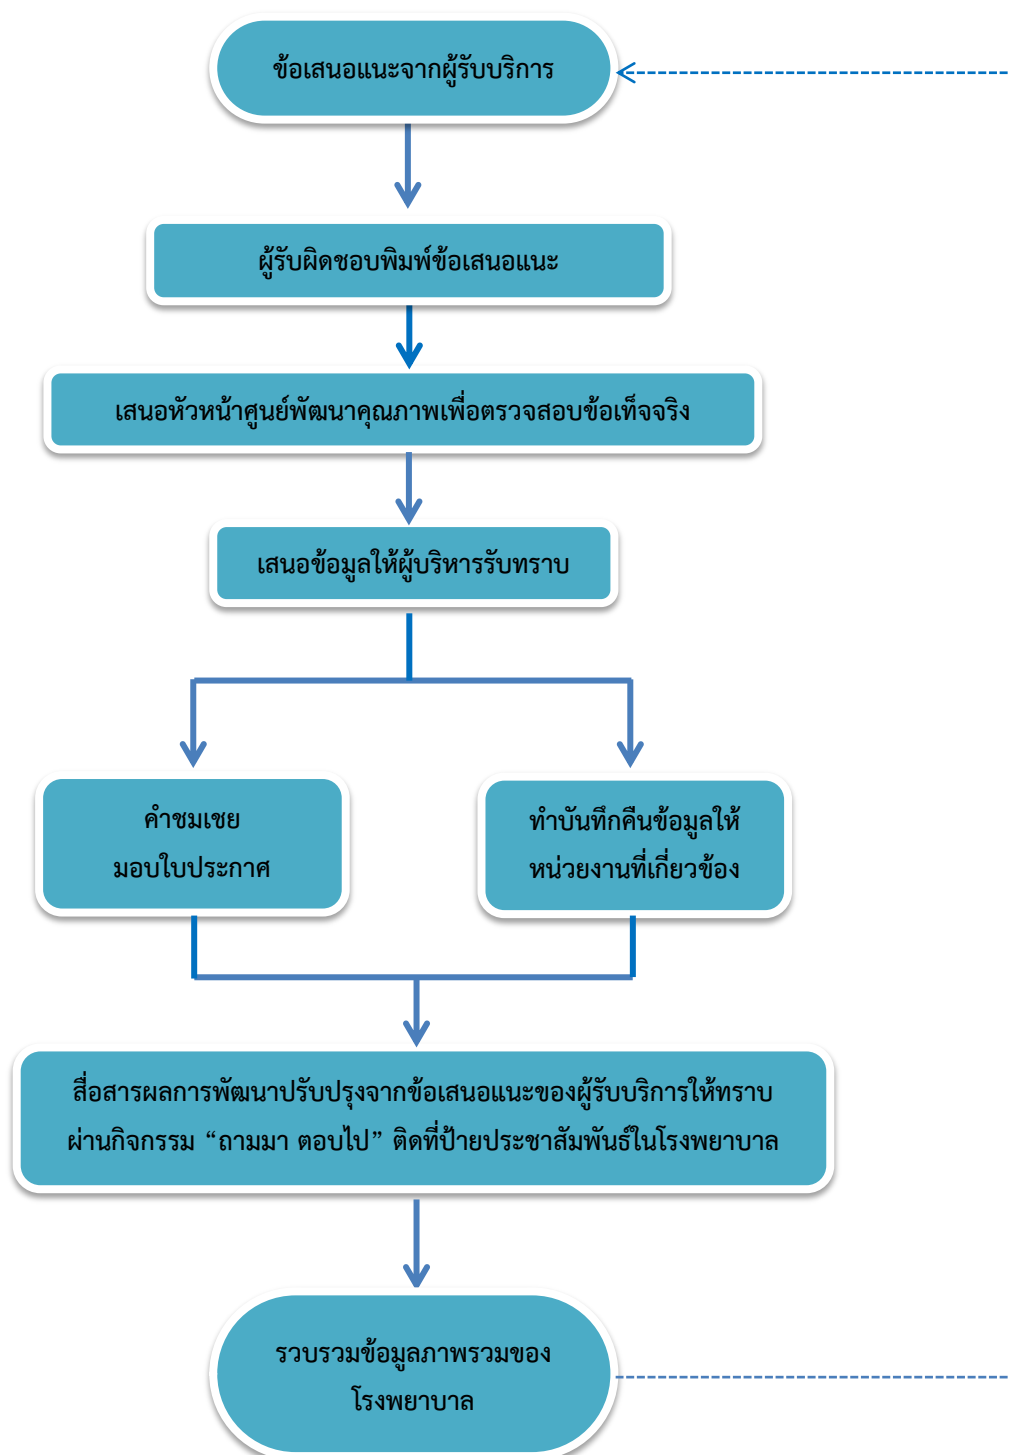 ข้อเสนอแนะจากผู้รับบริการ
ผู้รับผิดชอบพิมพ์ข้อเสนอแนะ
เสนอหัวหน้าศูนย์พัฒนาคุณภาพเพื่อตรวจสอบข้อเท็จจริง
เสนอข้อมูลให้ผู้บริหารรับทราบ
คำชมเชย
มอบใบประกาศ
ทำบันทึกคืนข้อมูลให้
หน่วยงานที่เกี่ยวข้อง
สื่อสารผลการพัฒนาปรับปรุงจากข้อเสนอแนะของผู้รับบริการให้ทราบ
ผ่านกิจกรรม “ถามมา ตอบไป” ติดที่ป้ายประชาสัมพันธ์ในโรงพยาบาล
รวบรวมข้อมูลภาพรวมของ
โรงพยาบาล